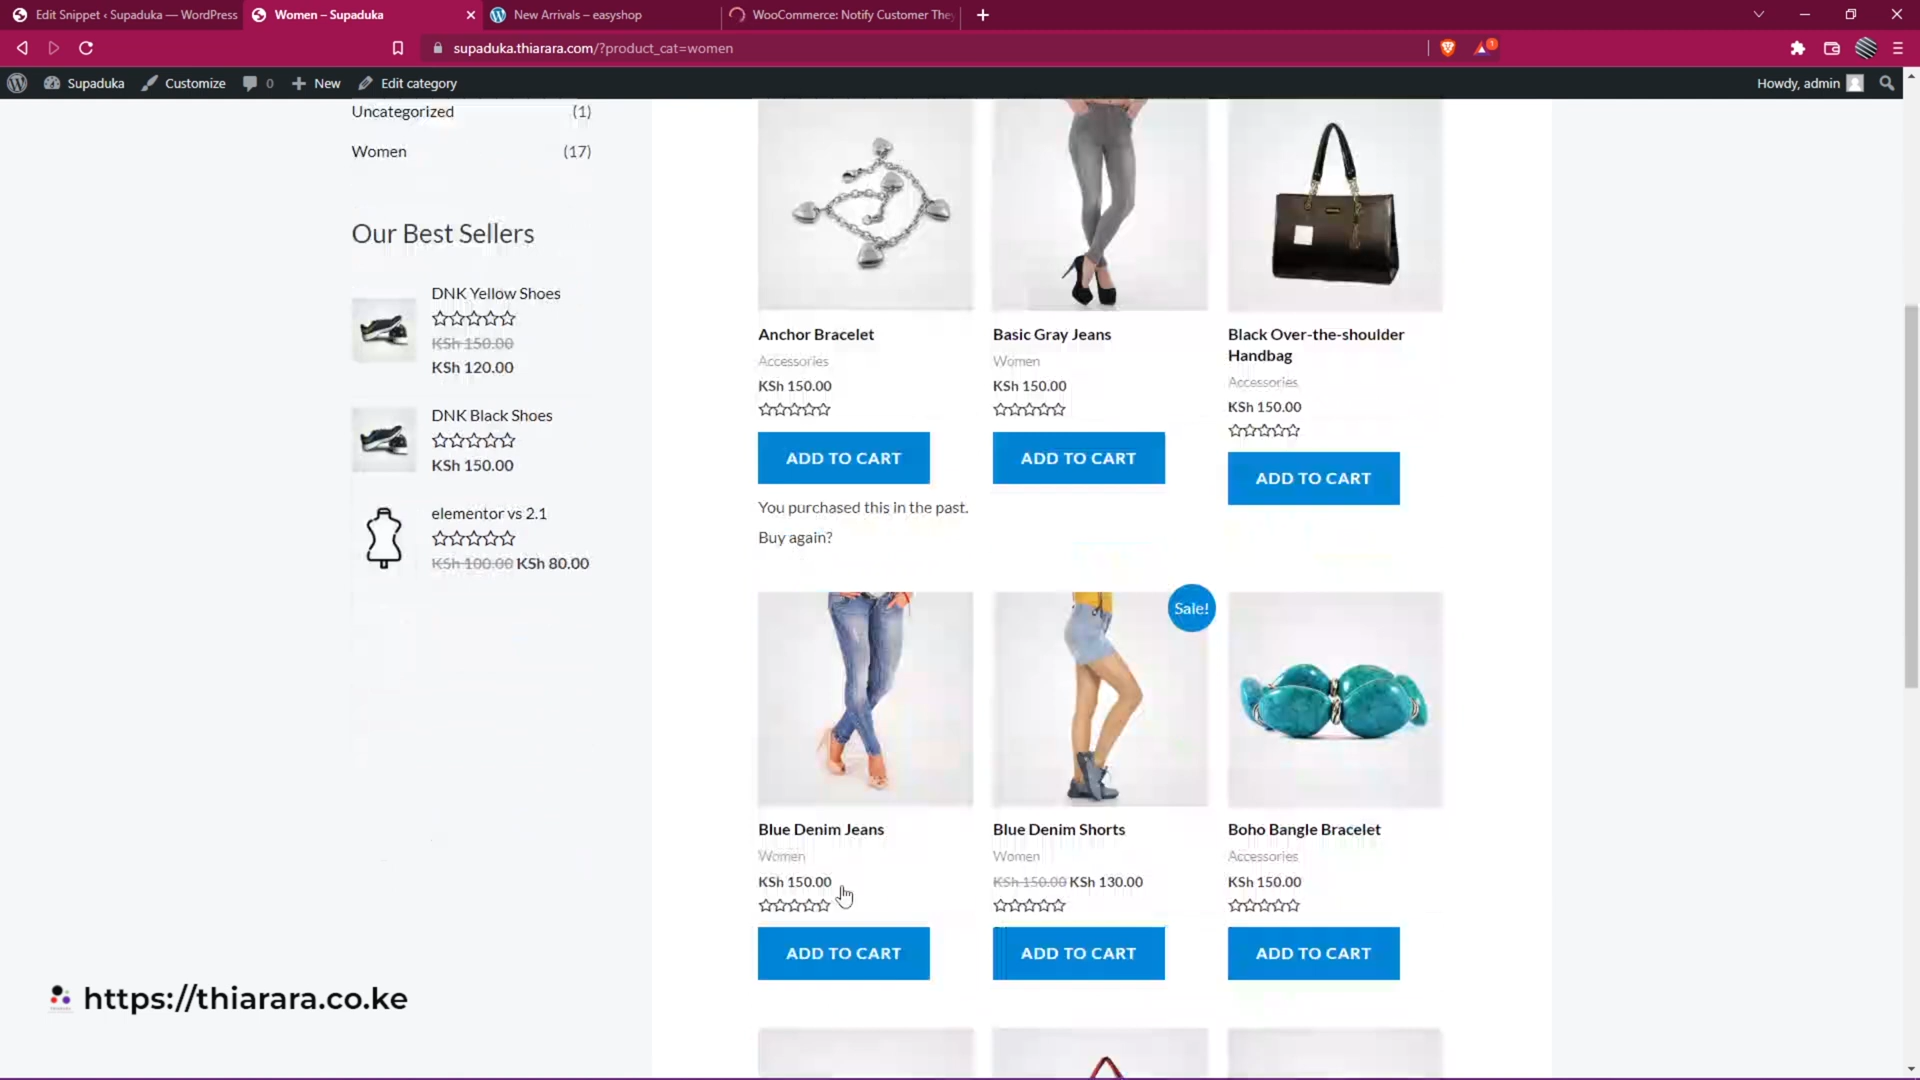 Edit Snippet ‹ Supaduka — WordPress
Women – Supaduka
New Arrivals – easyshop
WooCommerce: Notify Customer They
supaduka.thiarara.com/?product_cat=women
1
Supaduka
Customize
0
New
Edit category
Howdy, admin
Uncategorized (1)
Women (17)
Our Best Sellers
DNK Yellow Shoes
KSh 150.00
KSh 120.00
DNK Black Shoes
KSh 150.00
elementor vs 2.1
KSh 100.00 KSh 80.00
Anchor Bracelet
Accessories
KSh 150.00
ADD TO CART
You purchased this in the past.
Buy again?
Basic Gray Jeans
Women
KSh 150.00
ADD TO CART
Black Over-the-shoulder
Handbag
Accessories
KSh 150.00
ADD TO CART
Blue Denim Jeans
Women
KSh 150.00
ADD TO CART
Sale!
Blue Denim Shorts
Women
KSh 150.00 KSh 130.00
ADD TO CART
Boho Bangle Bracelet
Accessories
KSh 150.00
ADD TO CART
https://thiarara.co.ke